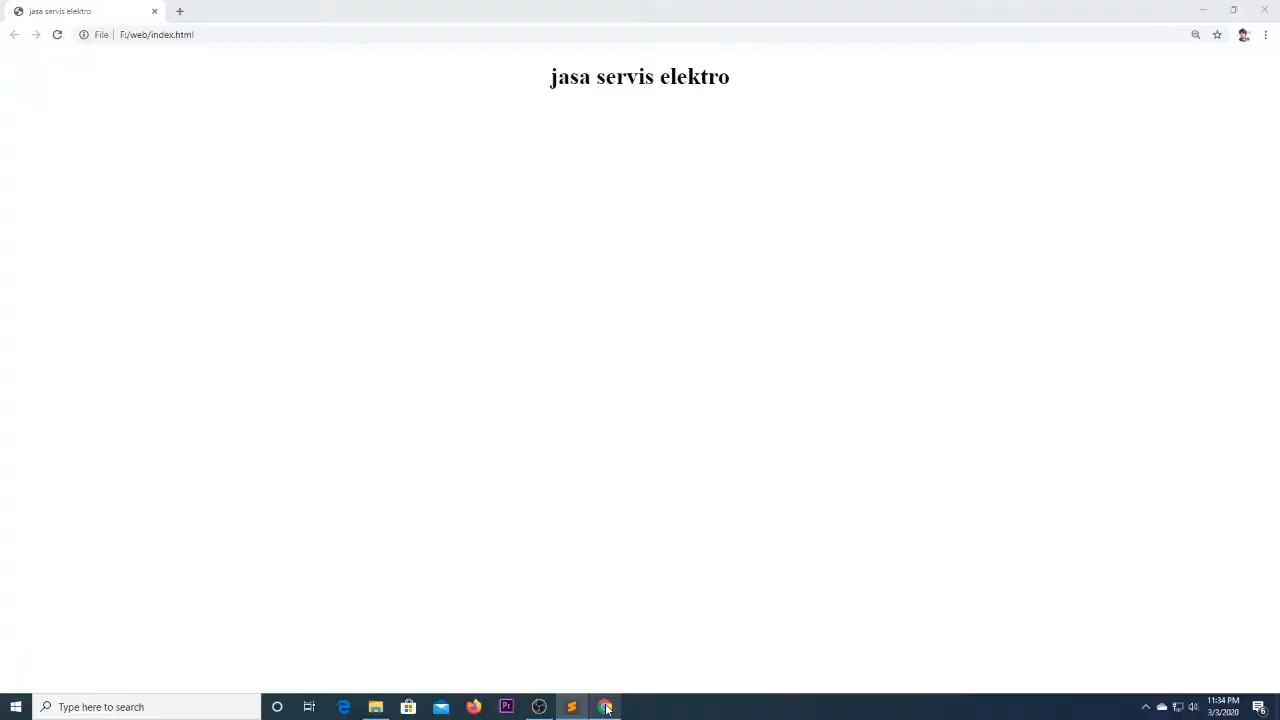 jasa servis elektro
File | F:/web/index.html
jasa servis elektro
Type here to search
Pr
11:34 PM
3/3/2020